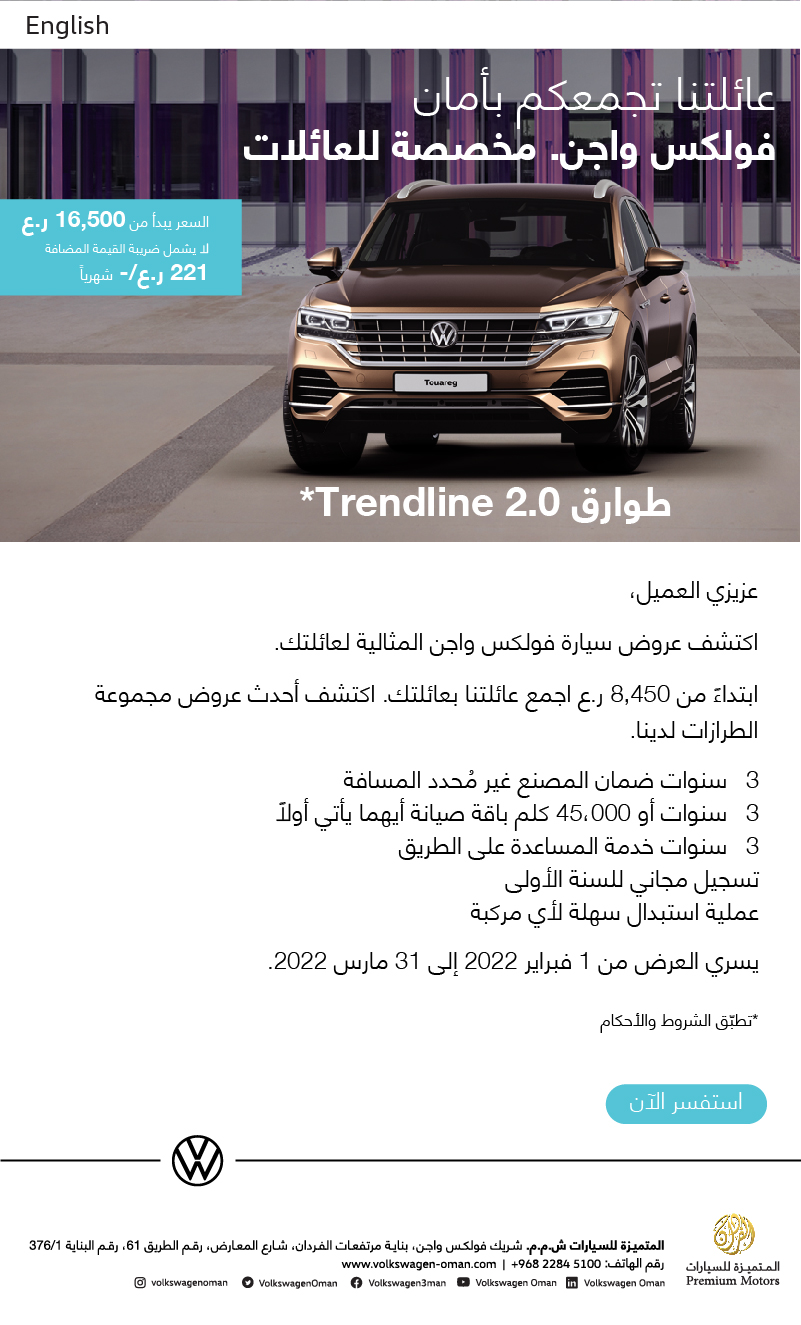 English
عائلتنا تجمعكم بأمان
فولكس واجن. مخصصة للعائلات
السعر يبدأ من 16,500 ر.ع
لا يشمل ضريبة القيمة المضافة
221 ر.ع/- شهرياً
Touareg
طوارق Trendline 2.0*
عزيزي العميل،
اكتشف عروض سيارة فولكس واجن المثالية لعائلتك.
ابتداءً من 8,450 ر.ع اجمع عائلتنا بعائلتك. اكتشف أحدث عروض مجموعة
الطرازات لدينا.
3 سنوات ضمان المصنع غير مُحدد المسافة
3 سنوات أو 45،000 كلم باقة صيانة أيهما يأتي أولاً
3 سنوات خدمة المساعدة على الطريق
تسجيل مجاني للسنة الأولى
عملية استبدال سهلة لأي مركبة
يسري العرض من 1 فبراير 2022 إلى 31 مارس 2022.
*تطبّق الشروط والأحكام
استفسر الآن
المتميزة للسيارات ش.م.م. شريك فولكس واجن، بناية مرتفعات الفردان، شارع المعارض، رقم الطريق 61، رقم البناية 376/1
رقم الهاتف: 5100 2284 968+ | www.volkswagen-oman.com
volkswagenoman VolkswagenOman Volkswagen3man Volkswagen Oman Volkswagen Oman
المتميزة للسيارات
Premium Motors